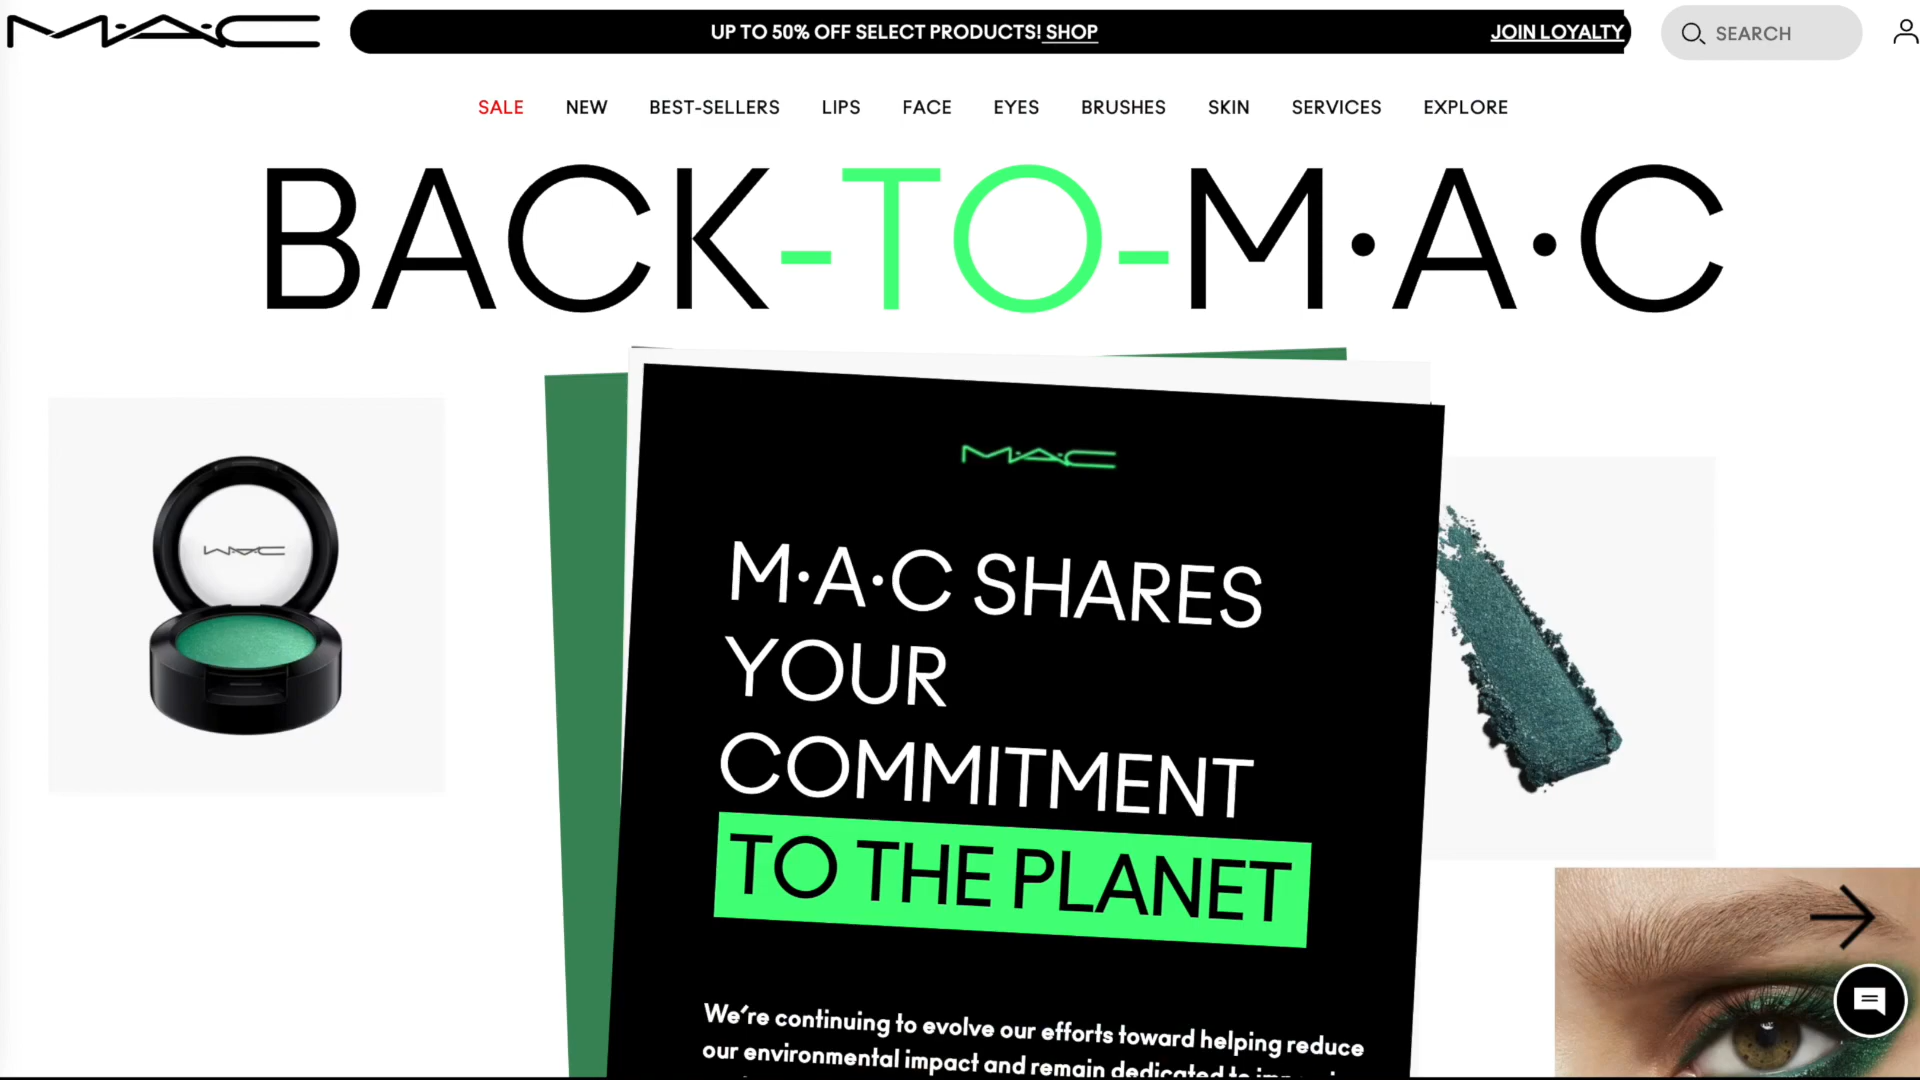 M·A·C
UP TO 50% OFF SELECT PRODUCTS! SHOP
JOIN LOYALTY
SEARCH
SALE NEW BEST-SELLERS LIPS FACE EYES BRUSHES SKIN SERVICES EXPLORE
BACK-TO-M·A·C
M·A·C
M·A·C
M·A·C SHARES
YOUR
COMMITMENT
TO THE PLANET
We’re continuing to evolve our efforts toward helping reduce
our environmental impact and remain dedicated to